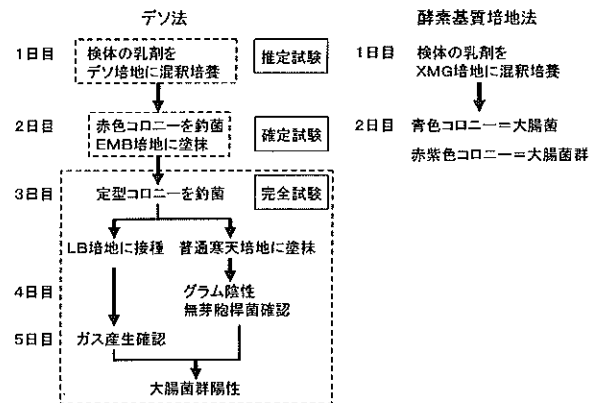 デソ法
1日目
検体の乳剤を
デソ培地に混釈培養
推定試験
2日目
赤色コロニーを釣菌
EMB培地に塗抹
確定試験
3日目
定型コロニーを釣菌
完全試験
LB培地に接種
普通寒天培地に塗抹
4日目
グラム陰性
無芽胞桿菌確認
5日目
ガス産生確認
大腸菌群陽性
酵素基質培地法
1日目
検体の乳剤を
XMG培地に混釈培養
2日目
青色コロニー=大腸菌
赤紫色コロニー=大腸菌群